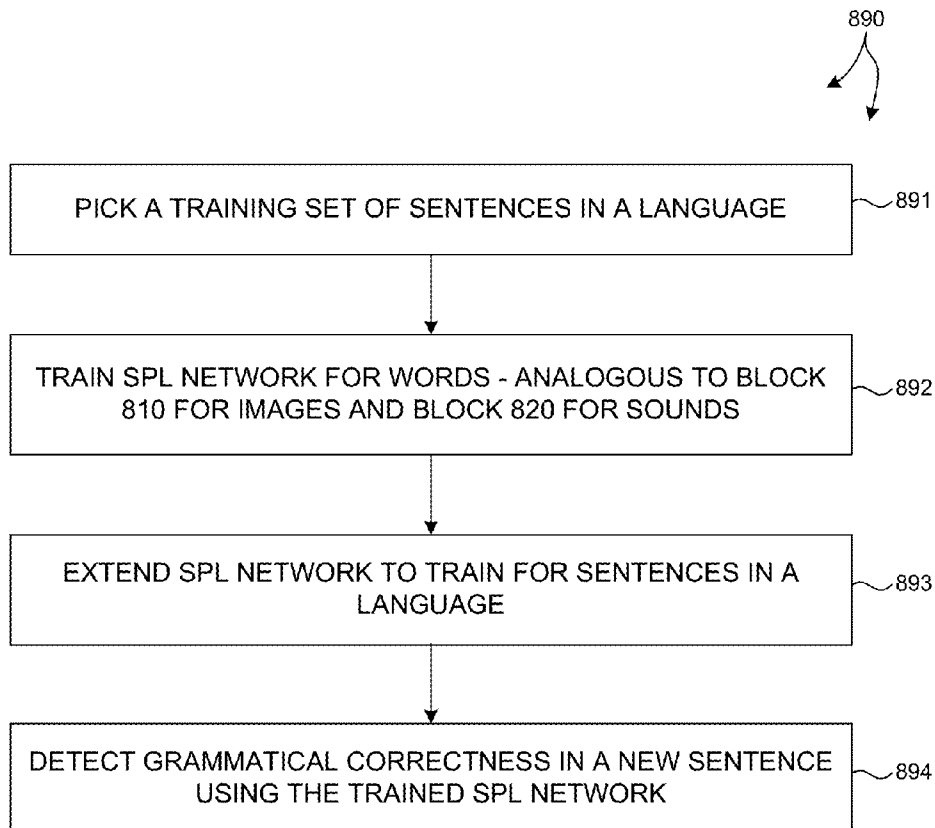 890
PICK A TRAINING SET OF SENTENCES IN A LANGUAGE
891
TRAIN SPL NETWORK FOR WORDS - ANALOGOUS TO BLOCK
810 FOR IMAGES AND BLOCK 820 FOR SOUNDS
892
EXTEND SPL NETWORK TO TRAIN FOR SENTENCES IN A
LANGUAGE
893
DETECT GRAMMATICAL CORRECTNESS IN A NEW SENTENCE
USING THE TRAINED SPL NETWORK
894